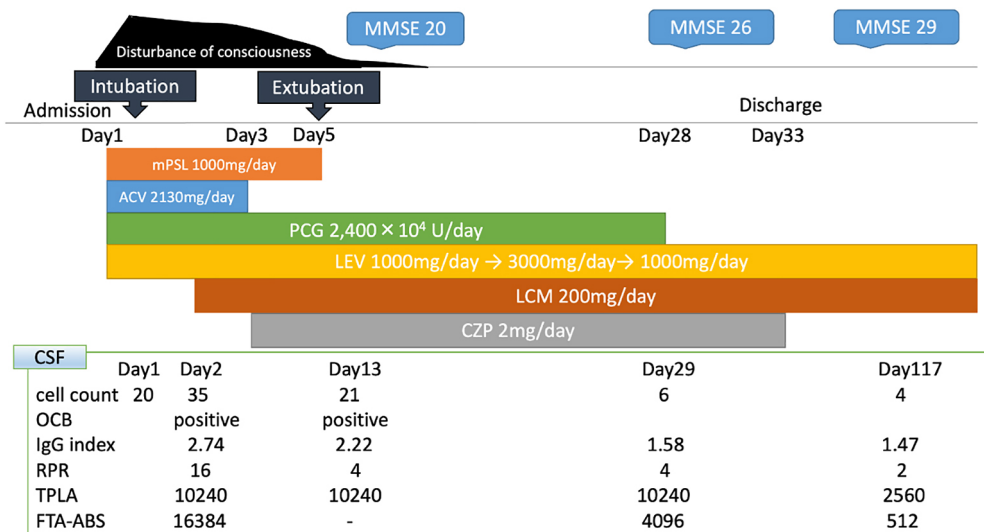 MMSE 20 MMSE 26 MMSE 29
Disturbance of consciousness
Intubation Extubation
Admission Discharge
Day1 Day3 Day5 Day28 Day33
mPSL 1000mg/day
ACV 2130mg/day
PCG 2,400 × 10⁴ U/day
LEV 1000mg/day → 3000mg/day→ 1000mg/day
LCM 200mg/day
CZP 2mg/day
CSF
Day1 Day2 Day13 Day29 Day117
cell count 20 35 21 6 4
OCB positive positive
IgG index 2.74 2.22 1.58 1.47
RPR 16 4 4 2
TPLA 10240 10240 10240 2560
FTA-ABS 16384 - 4096 512